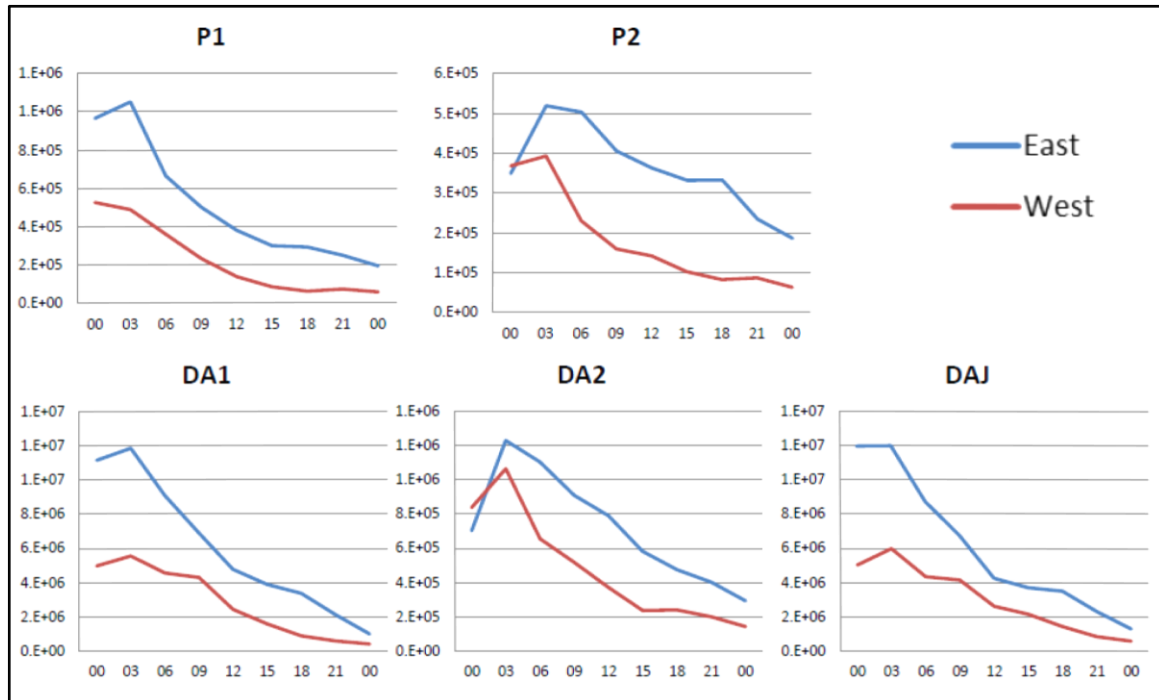 P1
1.E+06
1.E+06
8.E+05
6.E+05
4.E+05
2.E+05
0.E+00
00 03 06 09 12 15 18 21 00
P2
6.E+05
5.E+05
4.E+05
3.E+05
2.E+05
1.E+05
0.E+00
00 03 06 09 12 15 18 21 00
East
West
DA1
1.E+07
1.E+07
1.E+07
8.E+06
6.E+06
4.E+06
2.E+06
0.E+00
00 03 06 09 12 15 18 21 00
DA2
1.E+06
1.E+06
1.E+06
8.E+05
6.E+05
4.E+05
2.E+05
0.E+00
00 03 06 09 12 15 18 21 00
DAJ
1.E+07
1.E+07
1.E+07
8.E+06
6.E+06
4.E+06
2.E+06
0.E+00
00 03 06 09 12 15 18 21 00